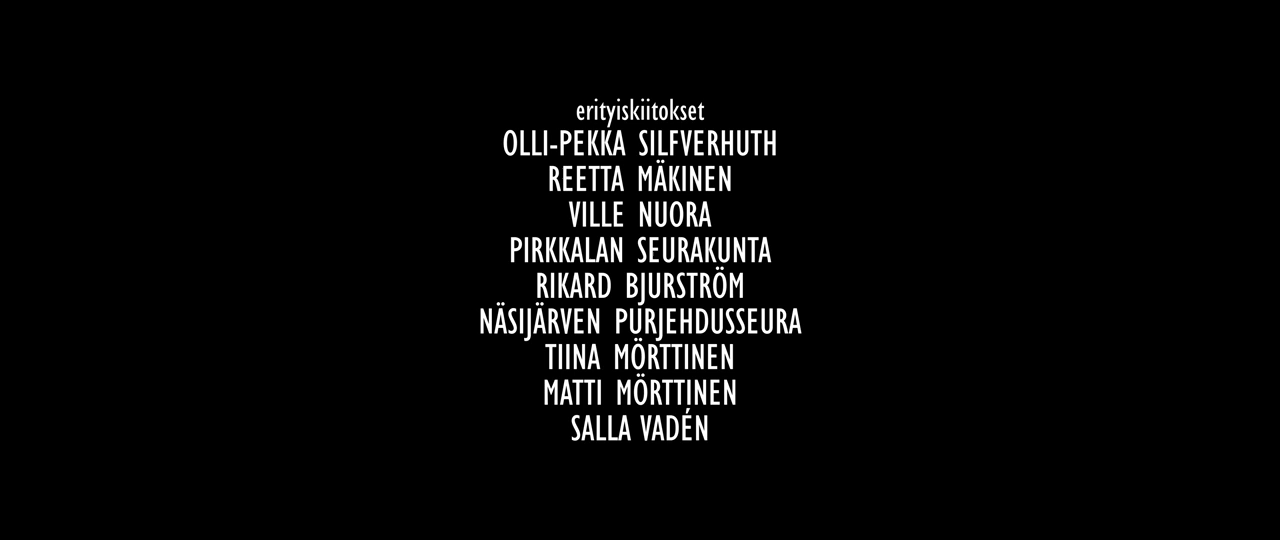 erityiskiitokset
OLLI-PEKKA SILFVERHUTH
REETTA MÄKINEN
VILLE NUORA
PIRKKALAN SEURAKUNTA
RIKARD BJURSTRÖM
NÄSIJÄRVEN PURJEHDUSSEURA
TIINA MÖRTTINEN
MATTI MÖRTTINEN
SALLA VADÉN